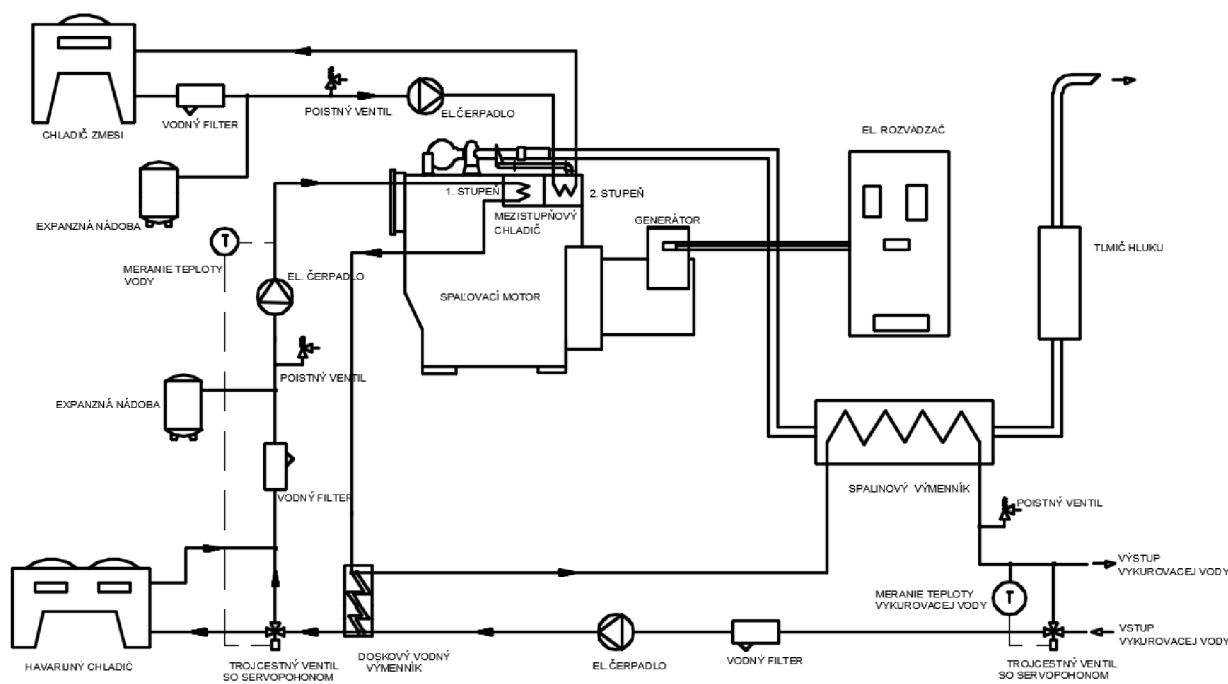 CHLADIČ ZMESI
VODNÝ FILTER
POISTNÝ VENTIL
EL.ČERPADLO
EL. ROZVÁDZAČ
EXPANZNÁ NÁDOBA
1. STUPEŇ
2. STUPEŇ
MEZISTUPŇOVÝ
CHLADIČ
GENERÁTOR
T
MERANIE TEPLOTY
VODY
EL. ČERPADLO
SPAĽOVACÍ MOTOR
TLMIČ HLUKU
POISTNÝ VENTIL
EXPANZNÁ NÁDOBA
VODNÝ FILTER
SPALINOVÝ VÝMENNÍK
POISTNÝ VENTIL
VÝSTUP
VYKUROVACEJ VODY
MERANIE TEPLOTY
VYKUROVACEJ VODY
T
VSTUP
VYKUROVACEJ VODY
HAVARIJNÝ CHLADIČ
TROJCESTNÝ VENTIL
SO SERVOPOHONOM
DOSKOVÝ VODNÝ
VÝMENNÍK
EL.ČERPADLO
VODNÝ FILTER
TROJCESTNÝ VENTIL
SO SERVOPOHONOM